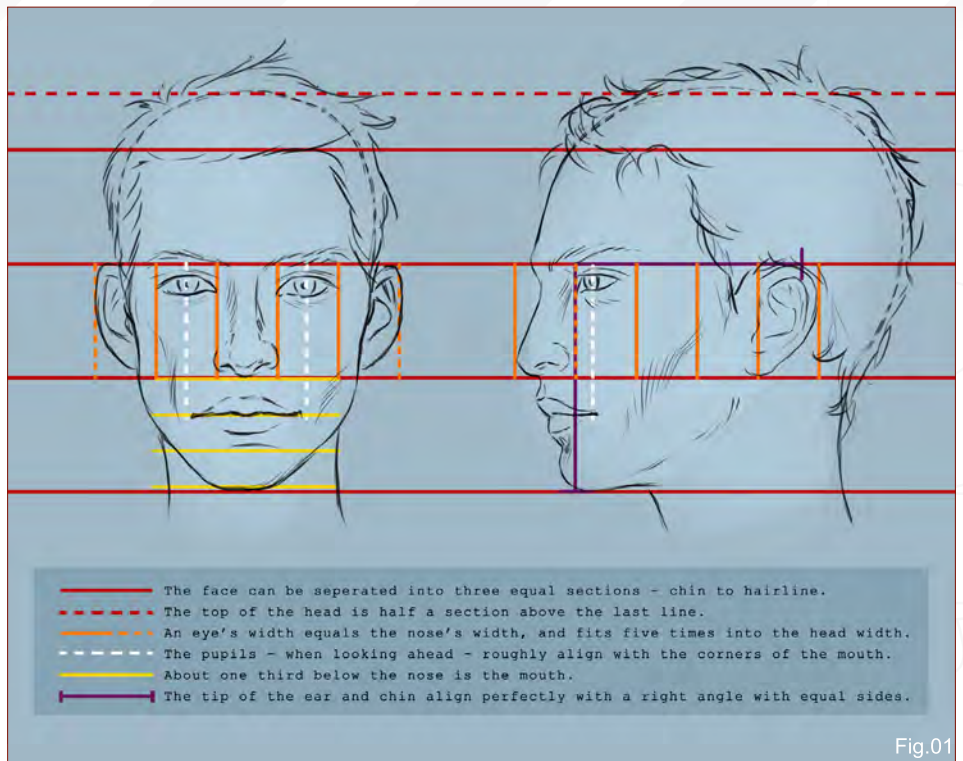 The face can be seperated into three equal sections - chin to hairline.
The top of the head is half a section above the last line.
An eye's width equals the nose's width, and fits five times into the head width.
The pupils - when looking ahead - roughly align with the corners of the mouth.
About one third below the nose is the mouth.
The tip of the ear and chin align perfectly with a right angle with equal sides.
Fig.01